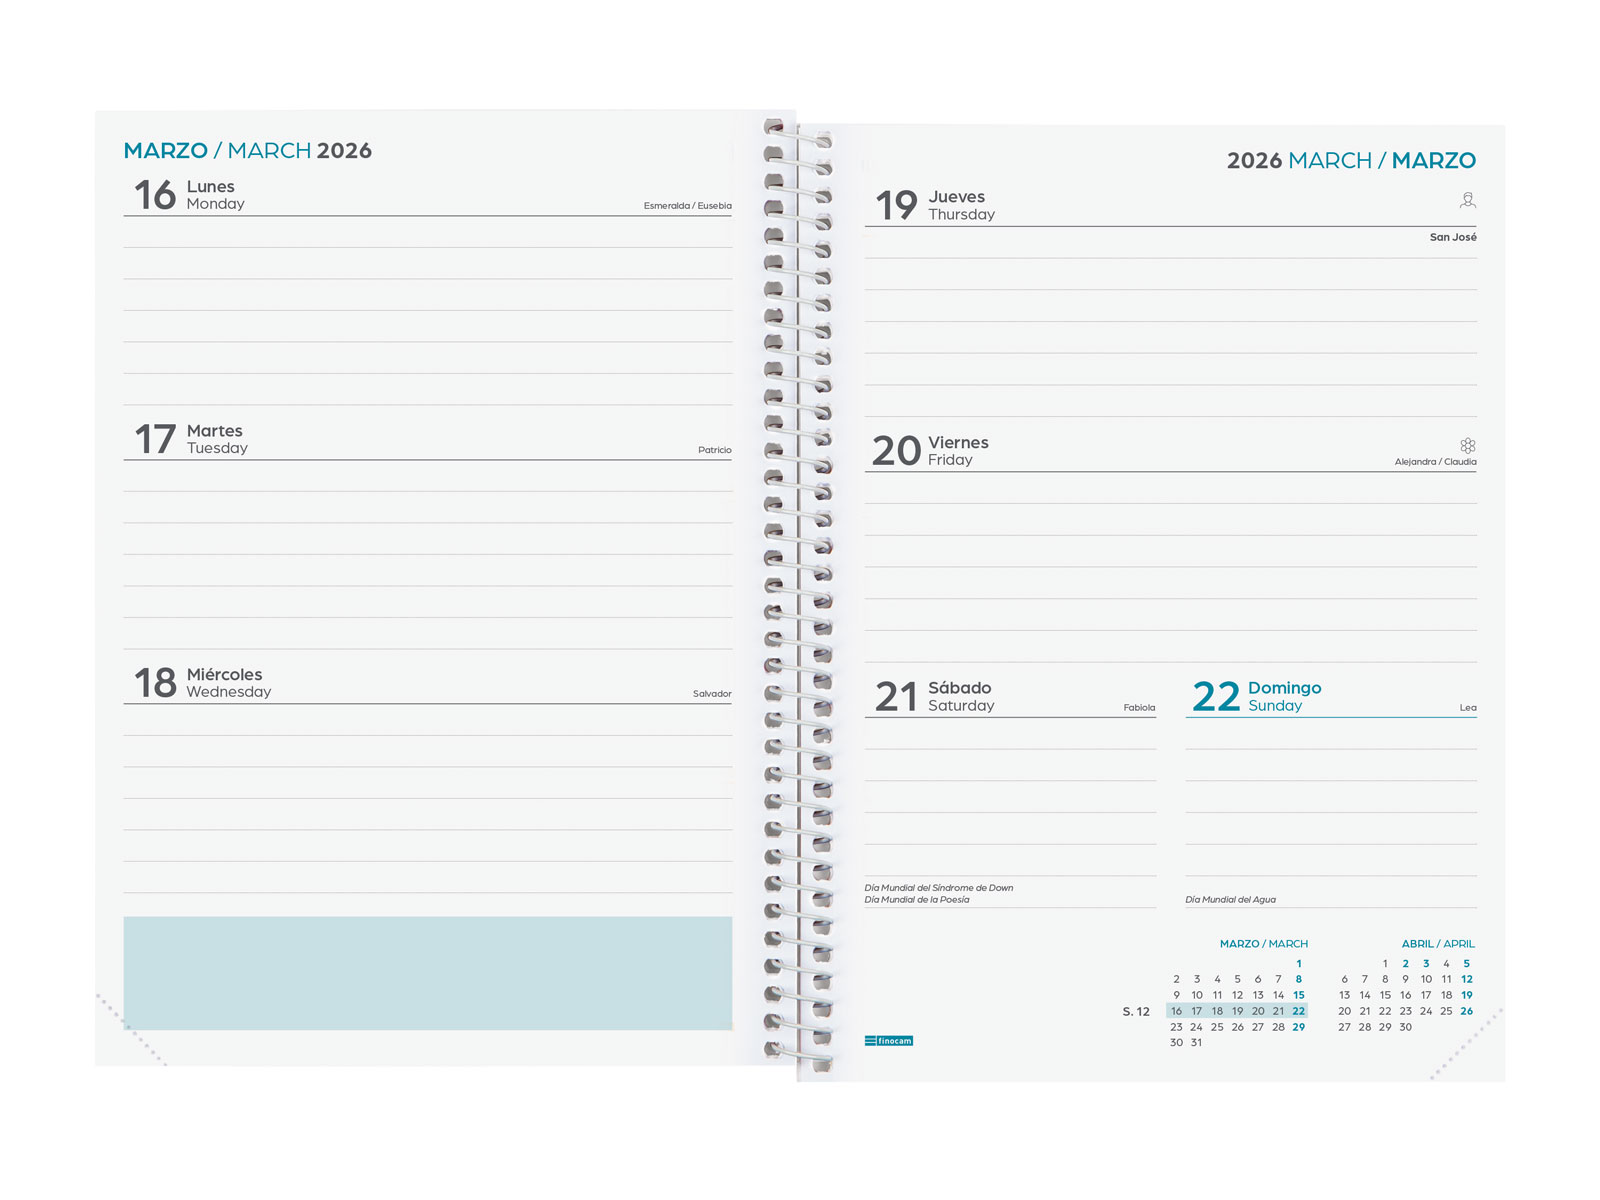 MARZO / MARCH 2026
16 Lunes
Monday
Esmeralda / Eusebia
17 Martes
Tuesday
Patricio
18 Miércoles
Wednesday
Salvador
2026 MARCH / MARZO
19 Jueves
Thursday
San José
20 Viernes
Friday
Alejandra / Claudia
21 Sábado
Saturday
Fabiola
Día Mundial del Síndrome de Down
Día Mundial de la Poesía
22 Domingo
Sunday
Lea
Día Mundial del Agua
finocam
S. 12
MARZO / MARCH
1
2 3 4 5 6 7 8
9 10 11 12 13 14 15
16 17 18 19 20 21 22
23 24 25 26 27 28 29
30 31
ABRIL / APRIL
1 2 3 4 5
6 7 8 9 10 11 12
13 14 15 16 17 18 19
20 21 22 23 24 25 26
27 28 29 30